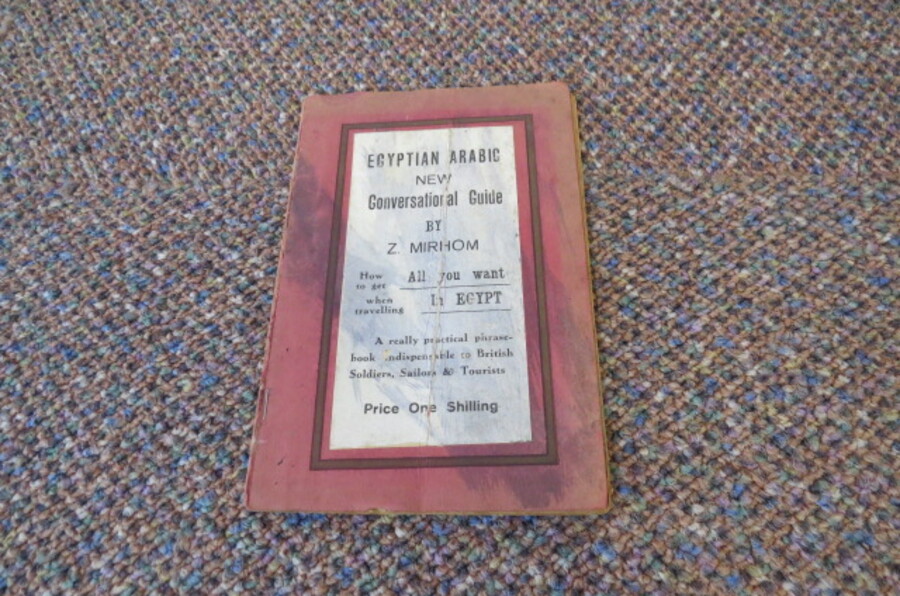 EGYPTIAN ARABIC
NEW
Conversational Guide
BY
Z. MIRHOM
How to get All you want
when travelling In EGYPT
A really practical phrase-
book indispensable to British
Soldiers, Sailors & Tourists
Price One Shilling